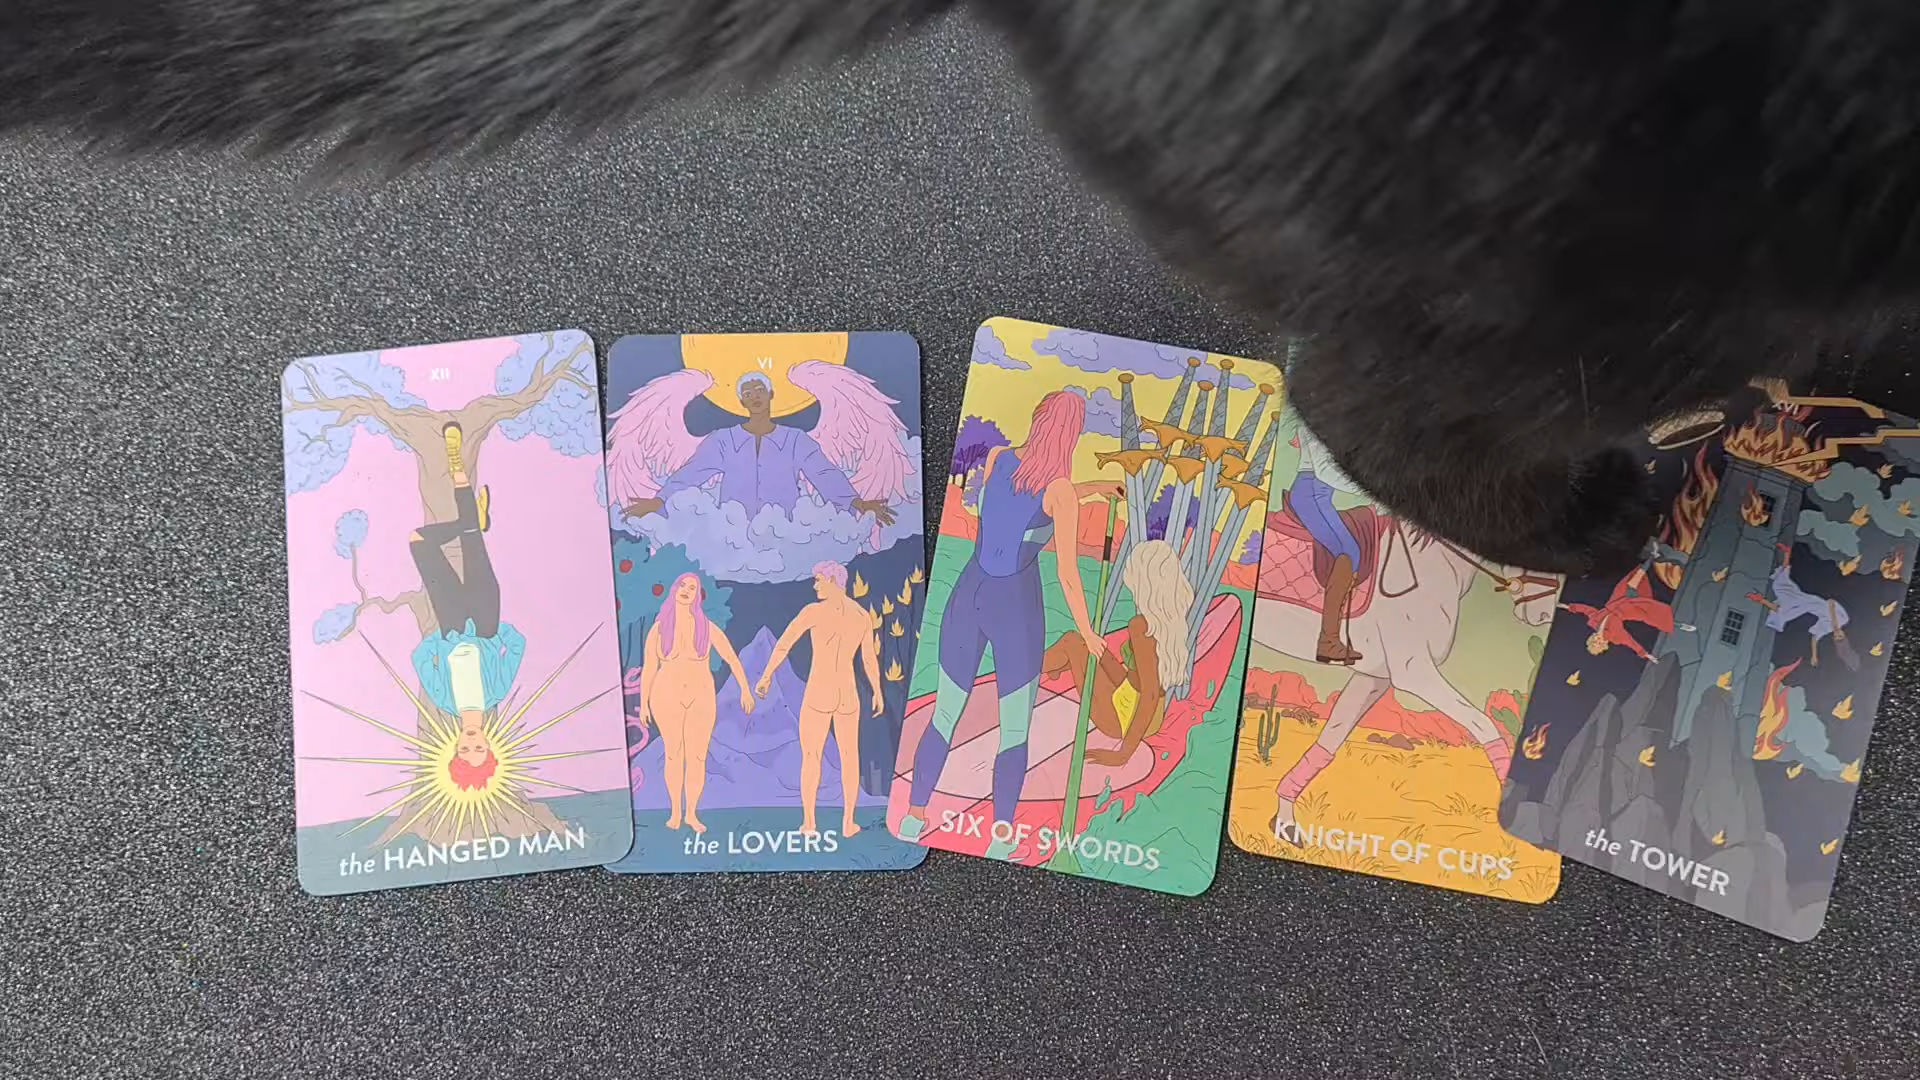 XII
the HANGED MAN
VI
the LOVERS
SIX OF SWORDS
KNIGHT OF CUPS
the TOWER